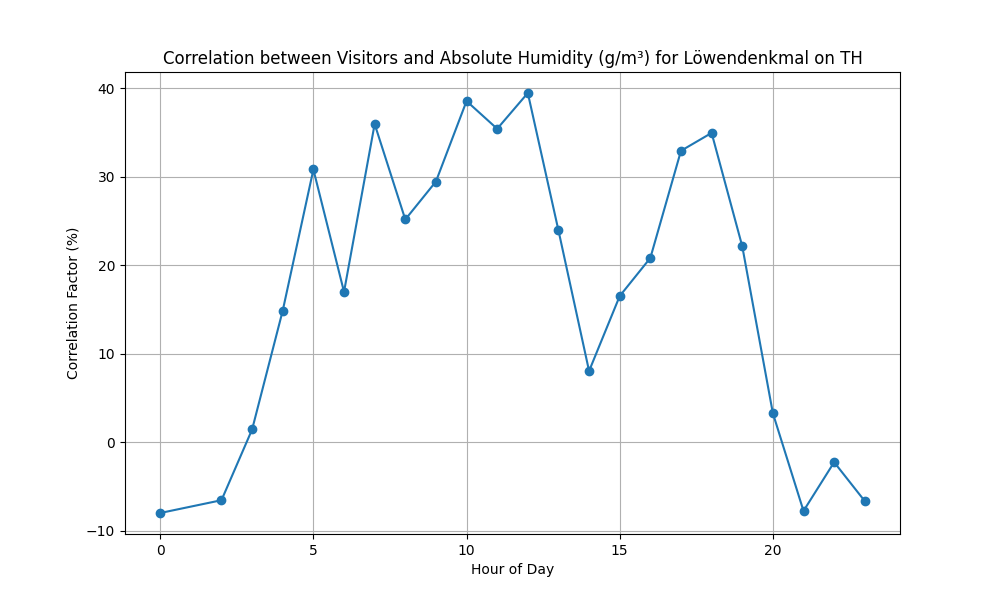 Correlation between Visitors and Absolute Humidity (g/m³) for Löwendenkmal on TH
Correlation Factor (%)
40
30
20
10
0
−10
0 5 10 15 20
Hour of Day